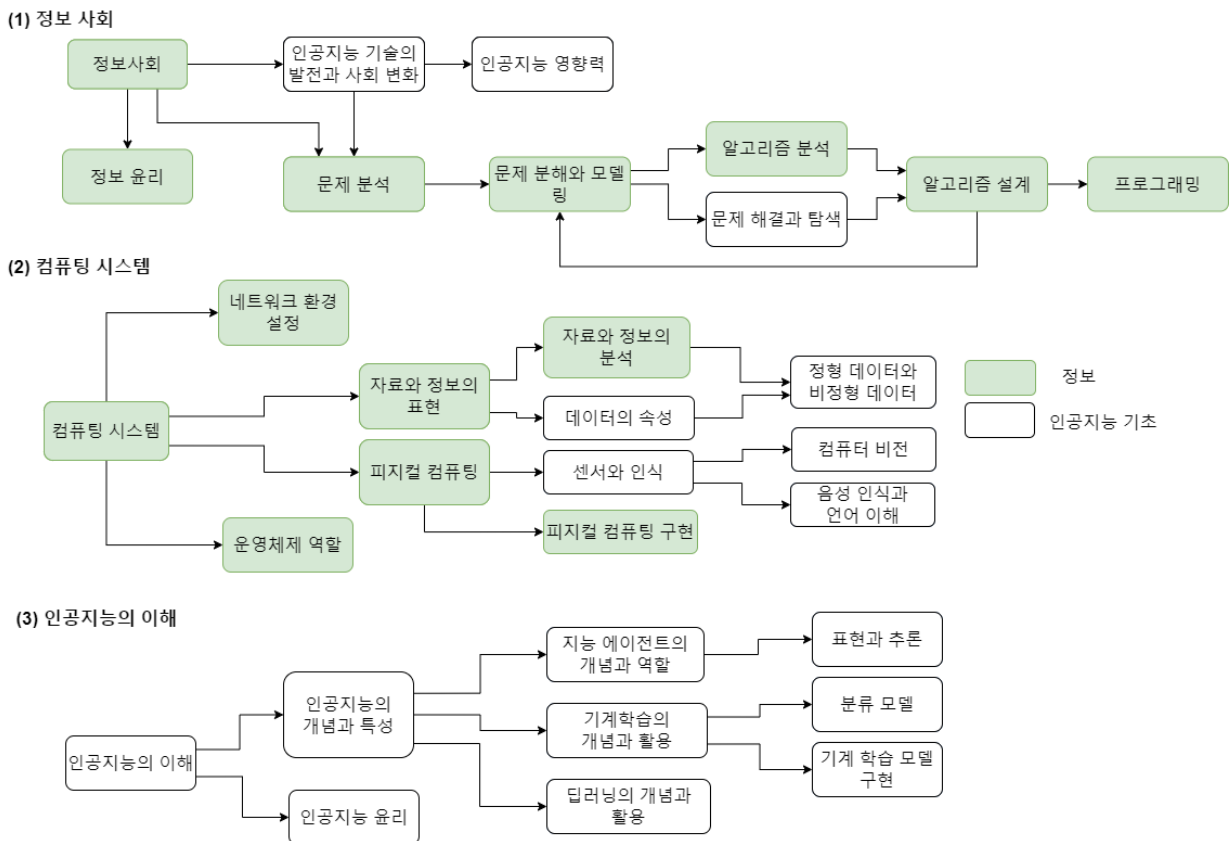 (1) 정보 사회
정보사회
인공지능 기술의
발전과 사회 변화
인공지능 영향력
정보 윤리
문제 분석
문제 분해와 모델
링
알고리즘 분석
문제 해결과 탐색
알고리즘 설계
프로그래밍
(2) 컴퓨팅 시스템
컴퓨팅 시스템
네트워크 환경
설정
자료와 정보의
표현
자료와 정보의
분석
데이터의 속성
정형 데이터와
비정형 데이터
피지컬 컴퓨팅
센서와 인식
컴퓨터 비전
음성 인식과
언어 이해
피지컬 컴퓨팅 구현
운영체제 역할
정보
인공지능 기초
(3) 인공지능의 이해
인공지능의 이해
인공지능의
개념과 특성
인공지능 윤리
지능 에이전트의
개념과 역할
표현과 추론
기계학습의
개념과 활용
분류 모델
기계 학습 모델
구현
딥러닝의 개념과
활용